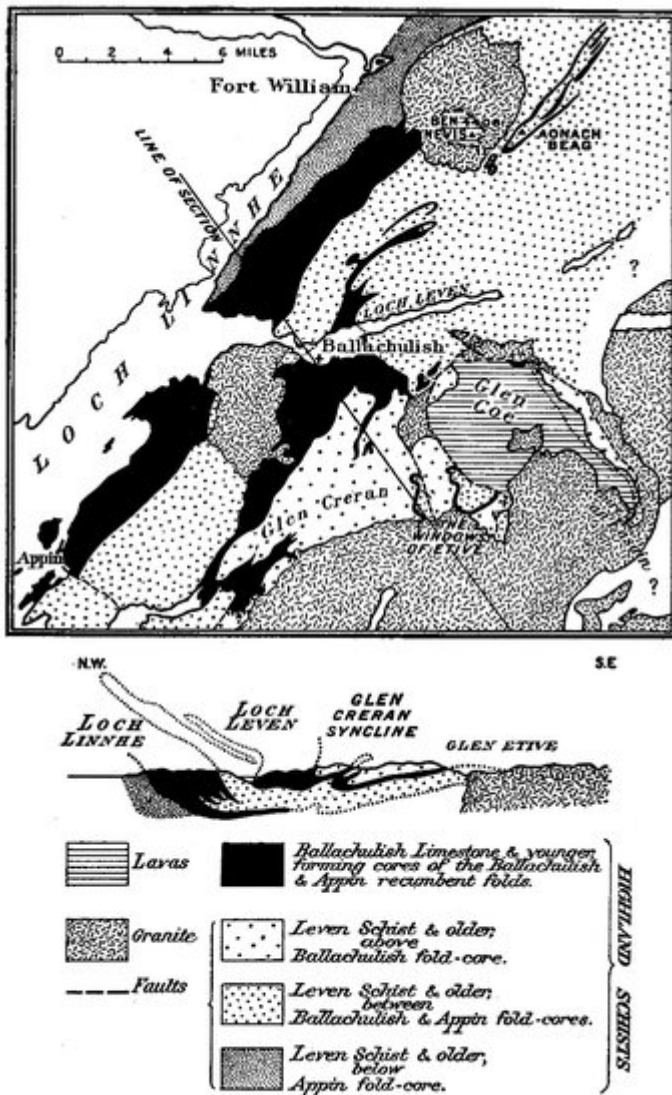 0 2 4 6 MILES
Fort William
BEN NEVIS
AONACH BEAG
LINE OF SECTION
LOCH LINNHE
?
LOCH LEVEN
Ballachulish
Glen Coe
Glen Creran
WINDOWS OF ETIVE
Appin
?
N.W. S.E
LOCH LINNHE
LOCH LEVEN
GLEN CRERAN SYNCLINE
GLEN ETIVE
Lavas
Ballachulish Limestone & younger,
forming cores of the Ballachulish
& Appin recumbent folds.
Granite
Leven Schist & older,
above
Ballachulish fold-core.
Faults
Leven Schist & older,
between
Ballachulish & Appin fold-cores.
Leven Schist & older,
below
Appin fold-core.
HIGHLAND SCHISTS